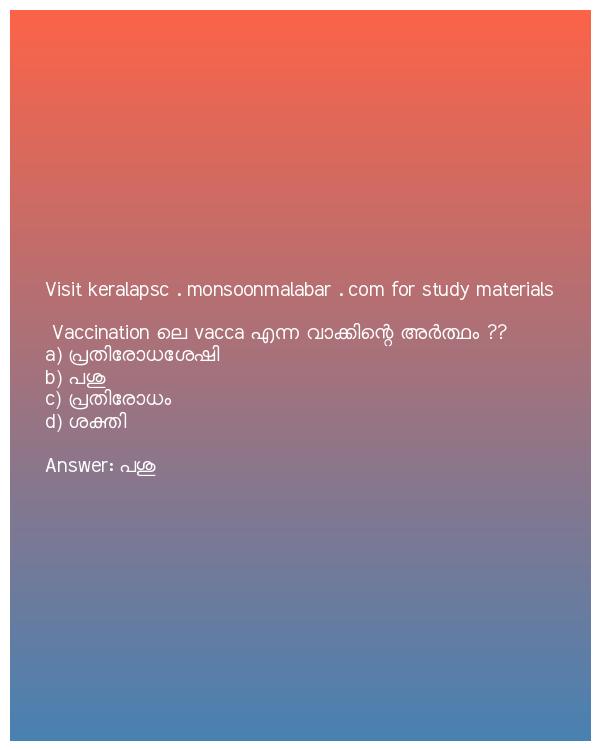 Visit keralapsc . monsoonmalabar . com for study materials
Vaccination ലെ vacca എന്ന വാക്കിന്റെ അർത്ഥം ??
a) പ്രതിരോധശേഷി
b) പശു
c) പ്രതിരോധം
d) ശക്തി
Answer: പശു